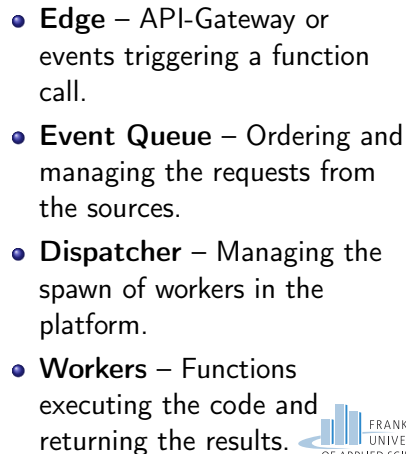 • Edge – API-Gateway or
events triggering a function
call.
• Event Queue – Ordering and
managing the requests from
the sources.
• Dispatcher – Managing the
spawn of workers in the
platform.
• Workers – Functions
executing the code and
returning the results.